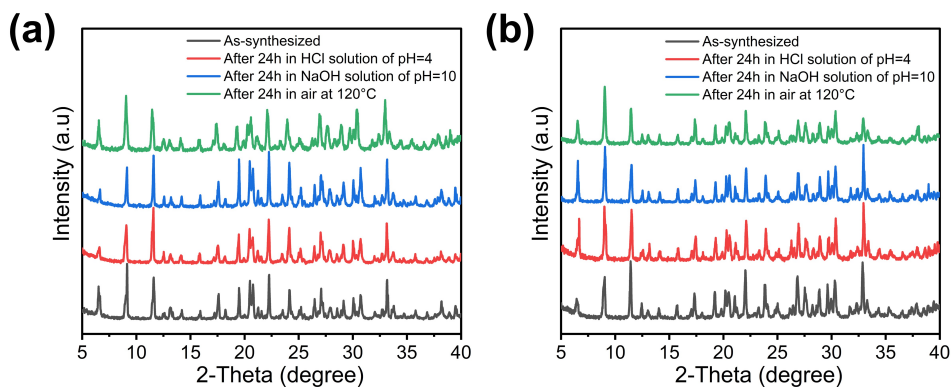 (a)
As-synthesized
After 24h in HCl solution of pH=4
After 24h in NaOH solution of pH=10
After 24h in air at 120°C
Intensity (a.u)
5 10 15 20 25 30 35 40
2-Theta (degree)
(b)
As-synthesized
After 24h in HCl solution of pH=4
After 24h in NaOH solution of pH=10
After 24h in air at 120°C
Intensity (a.u)
5 10 15 20 25 30 35 40
2-Theta (degree)